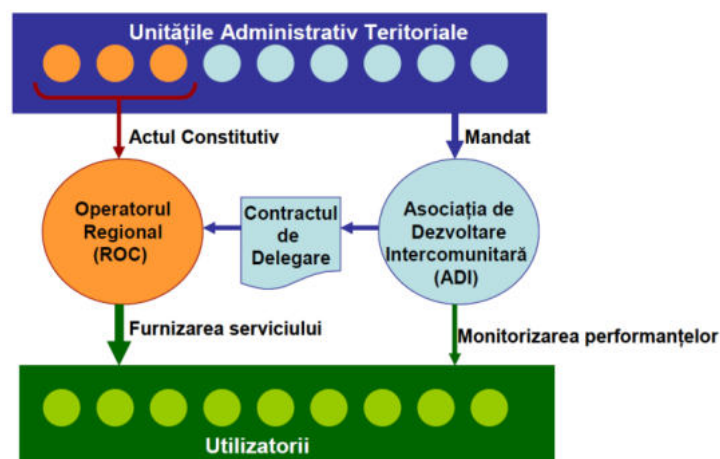 Unitățile Administrativ Teritoriale
Actul Constitutiv
Mandat
Operatorul
Regional
(ROC)
Contractul
de
Delegare
Asociația de
Dezvoltare
Intercomunitară
(ADI)
Furnizarea serviciului
Monitorizarea performanțelor
Utilizatorii